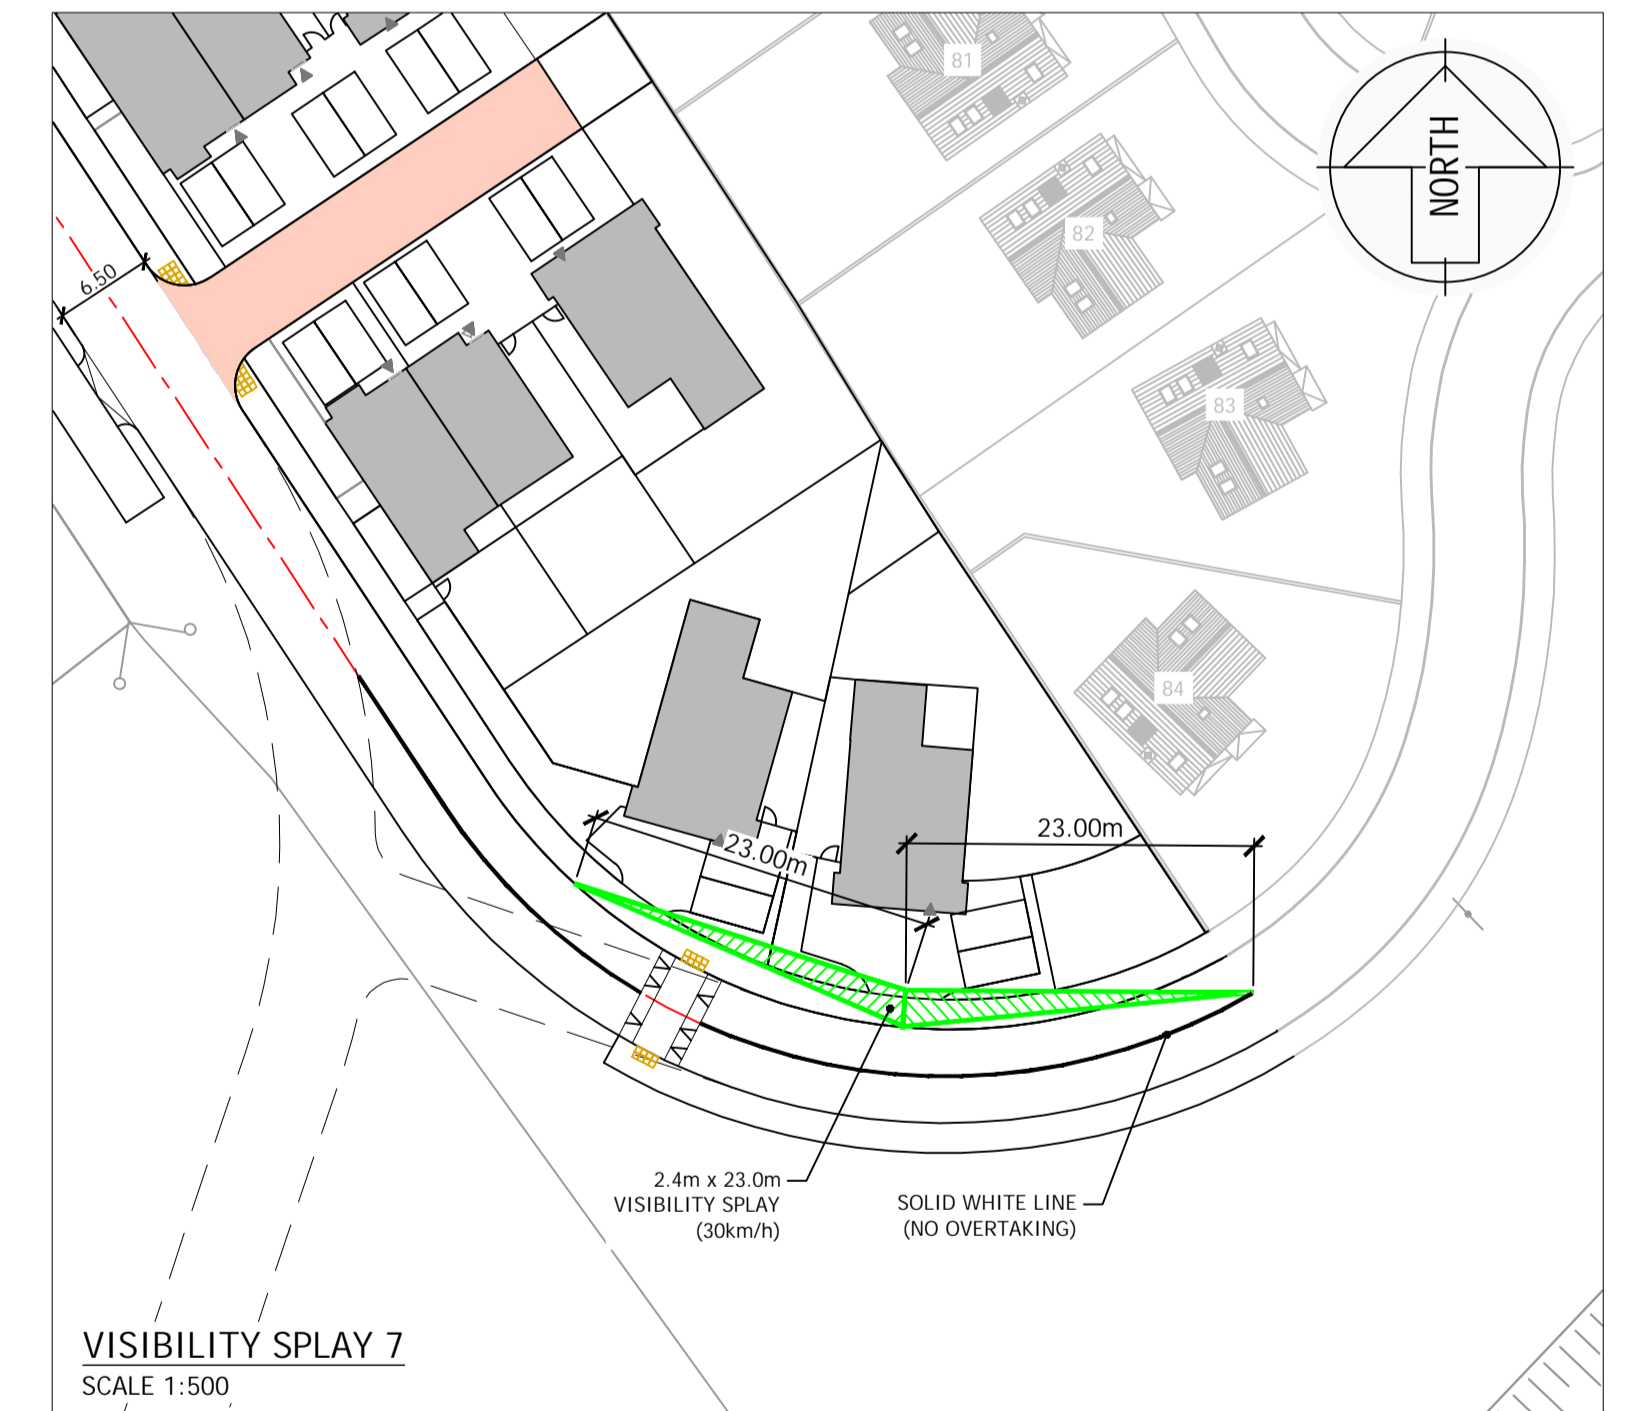 81
NORTH
82
6.50
83
84
23.00m
23.00m
2.4m x 23.0m
VISIBILITY SPLAY
(30km/h)
SOLID WHITE LINE
(NO OVERTAKING)
VISIBILITY SPLAY 7
SCALE 1:500